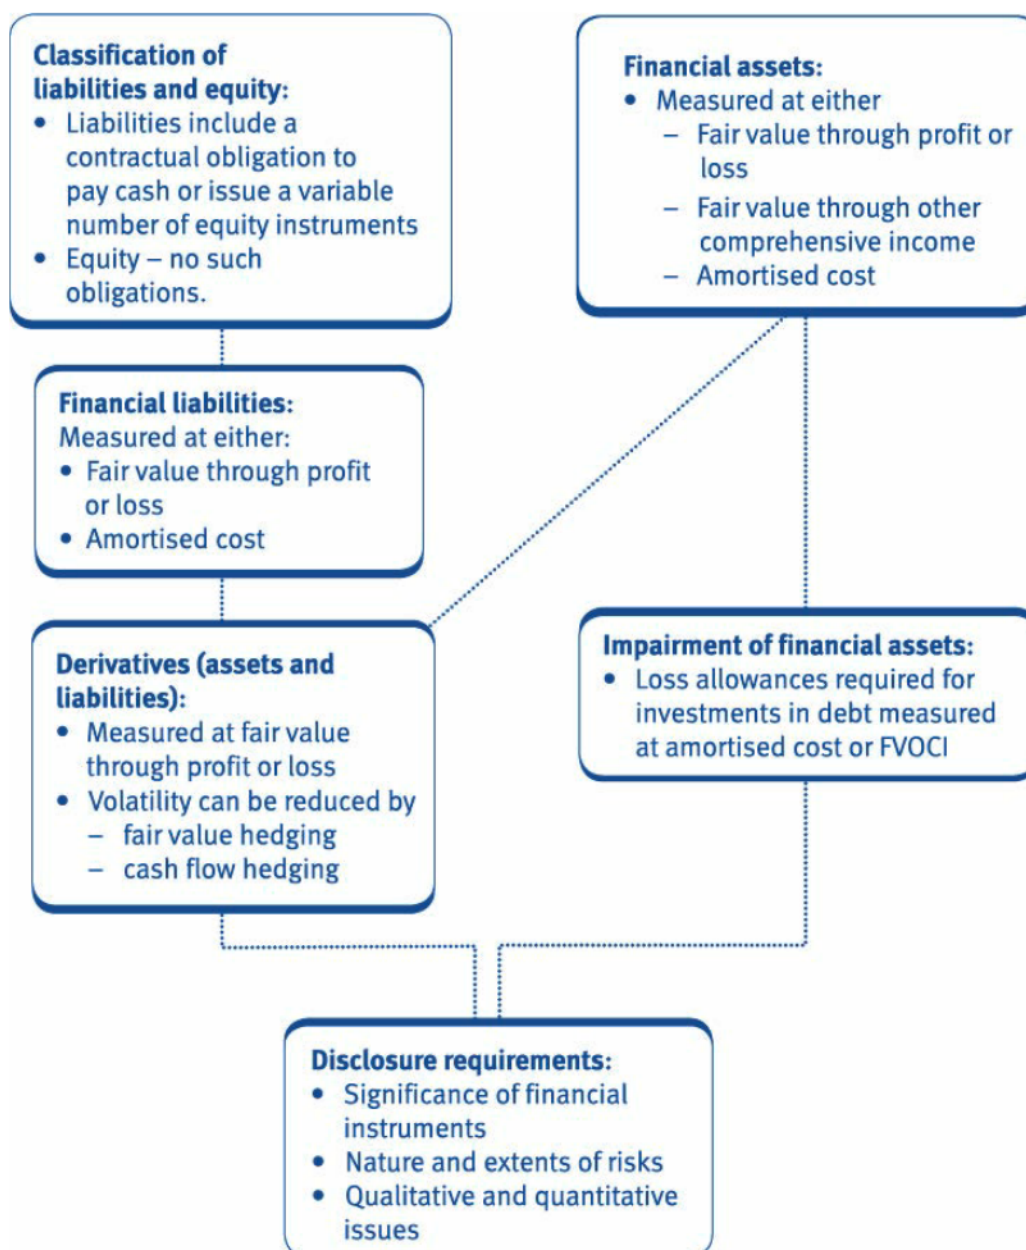 Classification of
liabilities and equity:
• Liabilities include a
contractual obligation to
pay cash or issue a variable
number of equity instruments
• Equity – no such
obligations.
Financial assets:
• Measured at either
– Fair value through profit or
loss
– Fair value through other
comprehensive income
– Amortised cost
Financial liabilities:
Measured at either:
• Fair value through profit
or loss
• Amortised cost
Derivatives (assets and
liabilities):
• Measured at fair value
through profit or loss
• Volatility can be reduced by
– fair value hedging
– cash flow hedging
Impairment of financial assets:
• Loss allowances required for
investments in debt measured
at amortised cost or FVOCI
Disclosure requirements:
• Significance of financial
instruments
• Nature and extents of risks
• Qualitative and quantitative
issues